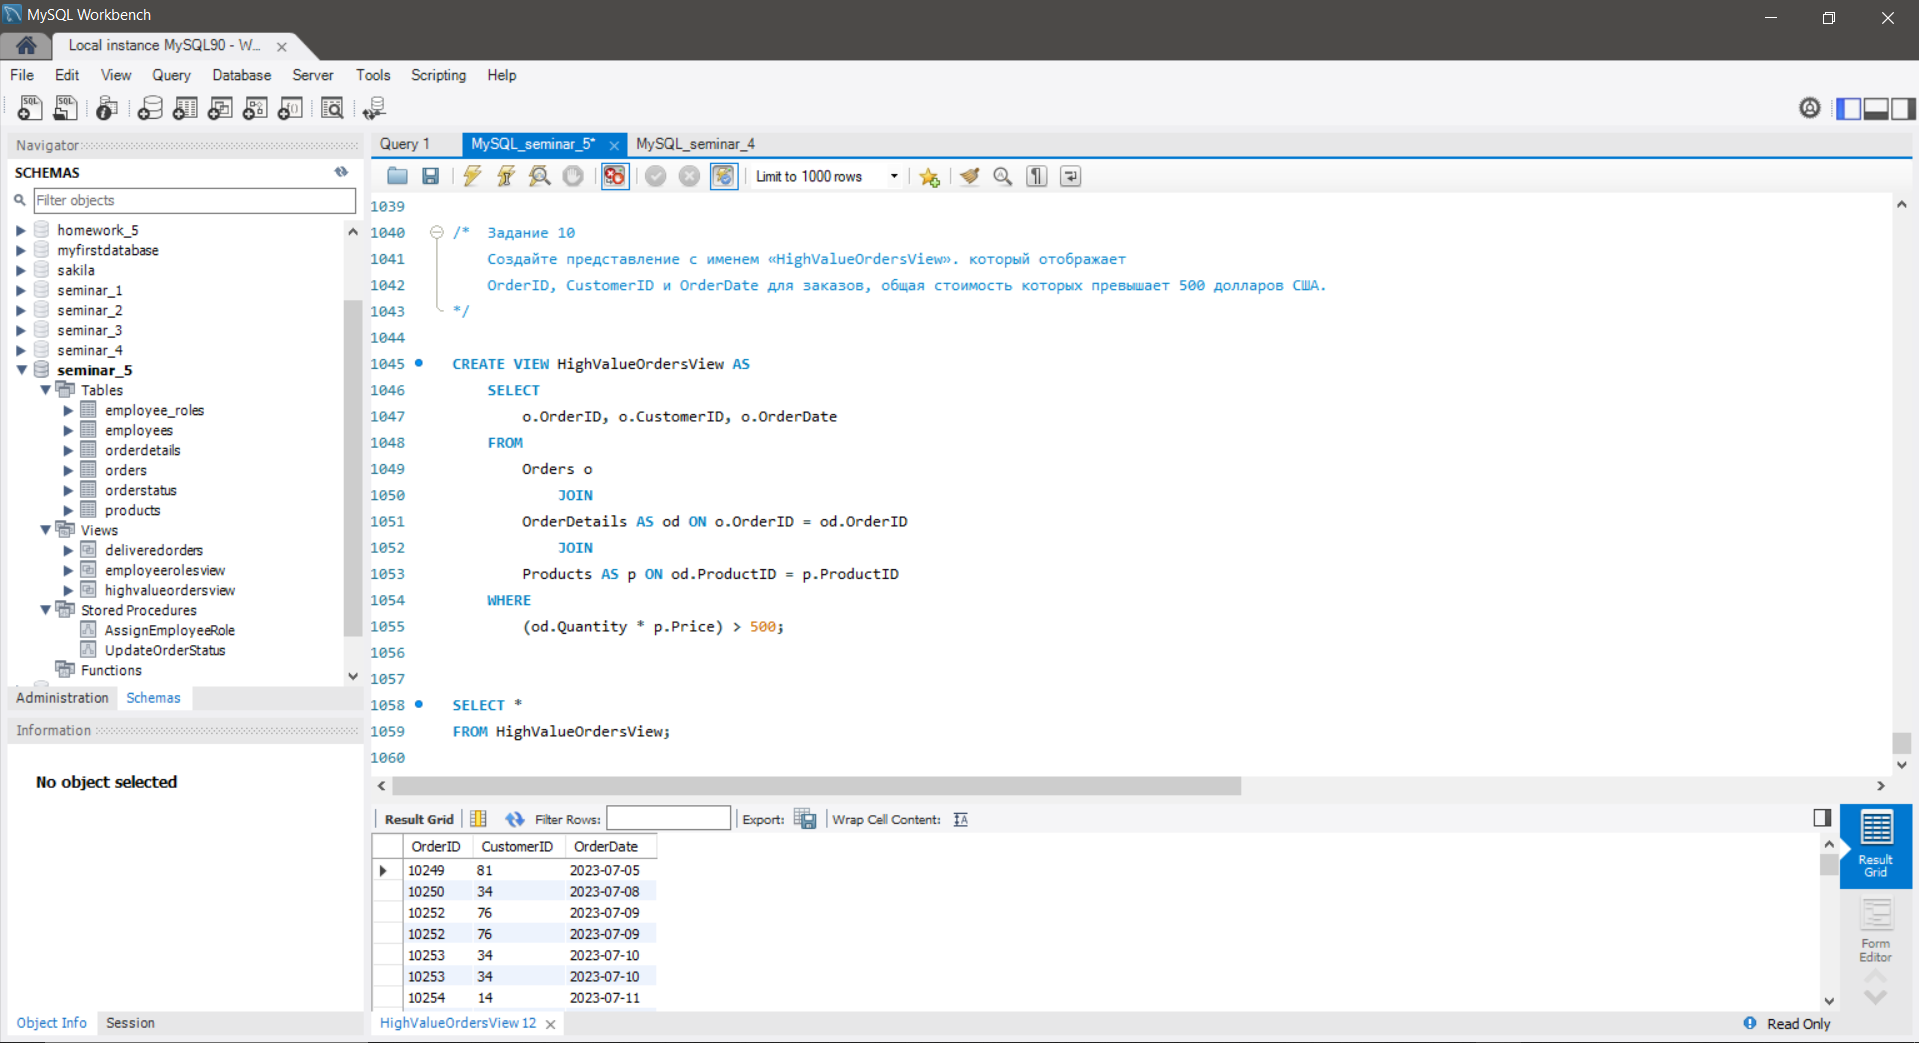 MySQL Workbench
Local instance MySQL90 - W...
File Edit View Query Database Server Tools Scripting Help
Navigator
SCHEMAS
Filter objects
homework_5
myfirstdatabase
sakila
seminar_1
seminar_2
seminar_3
seminar_4
seminar_5
Tables
employee_roles
employees
orderdetails
orders
orderstatus
products
Views
deliveredorders
employeerolesview
highvalueordersview
Stored Procedures
AssignEmployeeRole
UpdateOrderStatus
Functions
Administration Schemas
Information
No object selected
Object Info Session
Query 1 MySQL_seminar_5* MySQL_seminar_4
Limit to 1000 rows
1039
1040 /* Задание 10
1041 Создайте представление с именем «HighValueOrdersView». который отображает
1042 OrderID, CustomerID и OrderDate для заказов, общая стоимость которых превышает 500 долларов США.
1043 */
1044
1045 CREATE VIEW HighValueOrdersView AS
1046 SELECT
1047 o.OrderID, o.CustomerID, o.OrderDate
1048 FROM
1049 Orders o
1050 JOIN
1051 OrderDetails AS od ON o.OrderID = od.OrderID
1052 JOIN
1053 Products AS p ON od.ProductID = p.ProductID
1054 WHERE
1055 (od.Quantity * p.Price) > 500;
1056
1057
1058 SELECT *
1059 FROM HighValueOrdersView;
1060
Result Grid Filter Rows: Export: Wrap Cell Content:
OrderID CustomerID OrderDate
10249 81 2023-07-05
10250 34 2023-07-08
10252 76 2023-07-09
10252 76 2023-07-09
10253 34 2023-07-10
10253 34 2023-07-10
10254 14 2023-07-11
Result
Grid
Form
Editor
HighValueOrdersView 12
Read Only